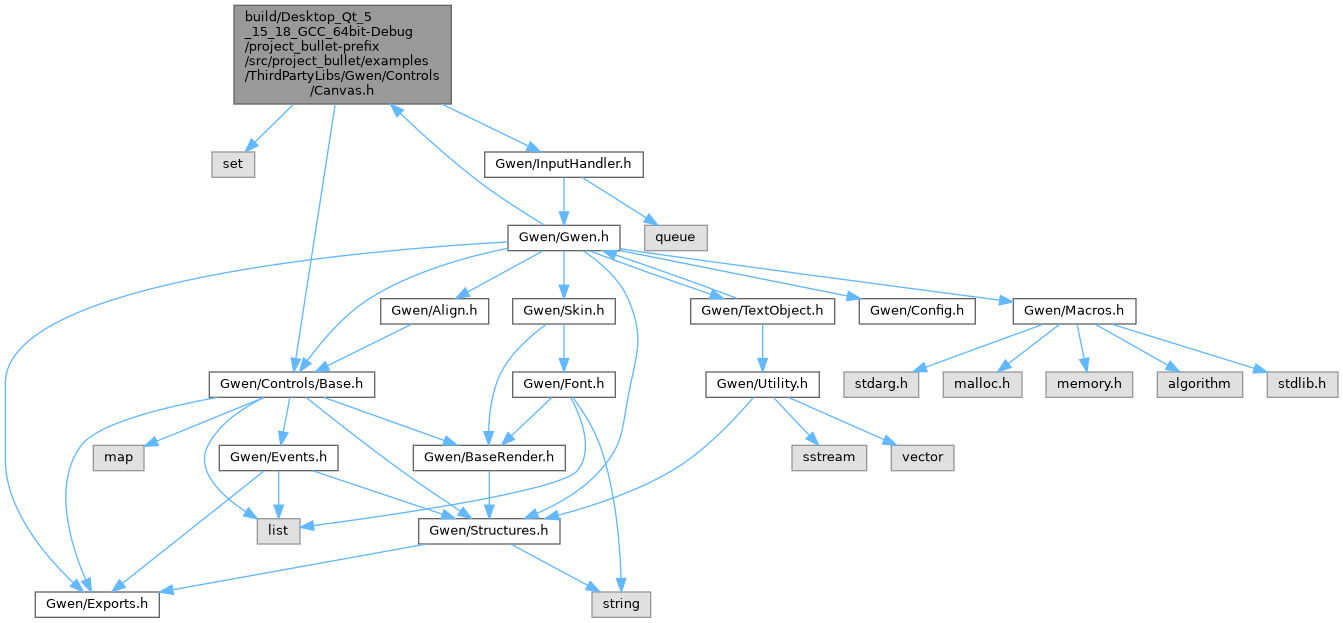 build/Desktop_Qt_5
_15_18_GCC_64bit-Debug
/project_bullet-prefix
/src/project_bullet/examples
/ThirdPartyLibs/Gwen/Controls
/Canvas.h
set
Gwen/InputHandler.h
Gwen/Gwen.h
queue
Gwen/Align.h
Gwen/Skin.h
Gwen/TextObject.h
Gwen/Config.h
Gwen/Macros.h
Gwen/Controls/Base.h
Gwen/Font.h
Gwen/Utility.h
stdarg.h
malloc.h
memory.h
algorithm
stdlib.h
map
Gwen/Events.h
Gwen/BaseRender.h
sstream
vector
list
Gwen/Structures.h
Gwen/Exports.h
string